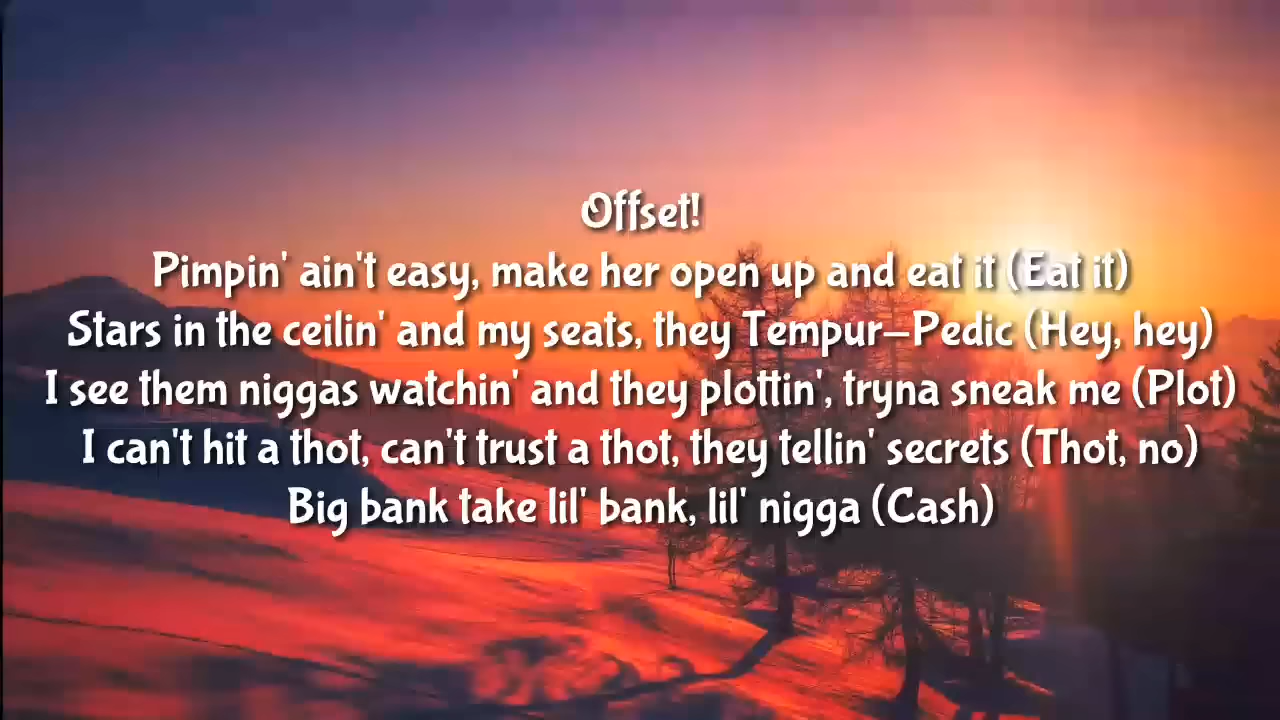 Offset!
Pimpin' ain't easy, make her open up and eat it (Eat it)
Stars in the ceilin' and my seats, they Tempur-Pedic (Hey, hey)
I see them niggas watchin' and they plottin', tryna sneak me (Plot)
I can't hit a thot, can't trust a thot, they tellin' secrets (Thot, no)
Big bank take lil' bank, lil' nigga (Cash)